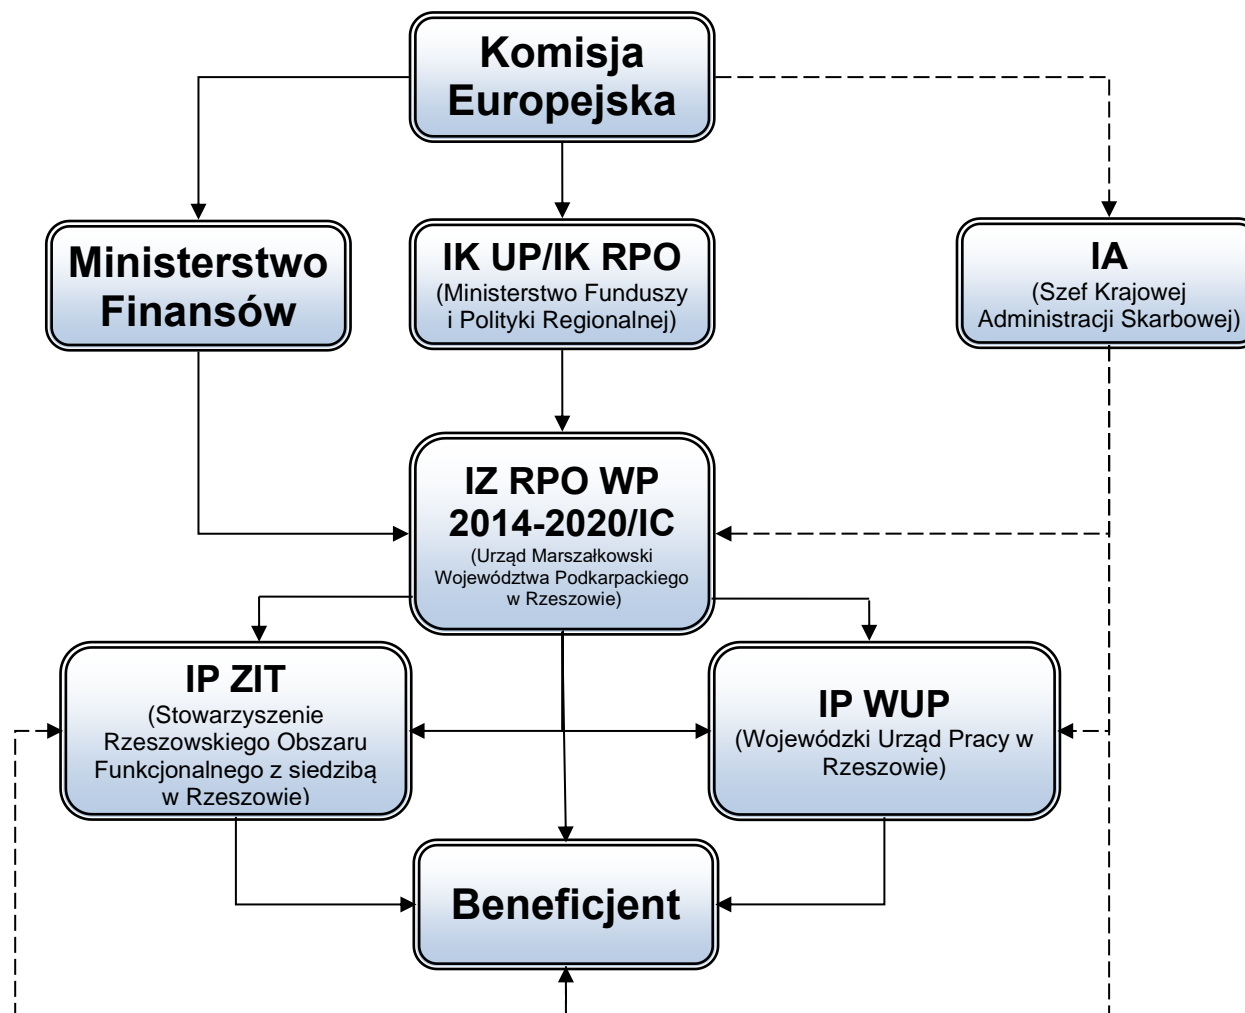 Komisja
Europejska
Ministerstwo
Finansów
IK UP/IK RPO
(Ministerstwo Funduszy
i Polityki Regionalnej)
IA
(Szef Krajowej
Administracji Skarbowej)
IZ RPO WP
2014-2020/IC
(Urząd Marszałkowski
Województwa Podkarpackiego
w Rzeszowie)
IP ZIT
(Stowarzyszenie
Rzeszowskiego Obszaru
Funkcjonalnego z siedzibą
w Rzeszowie)
IP WUP
(Wojewódzki Urząd Pracy w
Rzeszowie)
Beneficjent